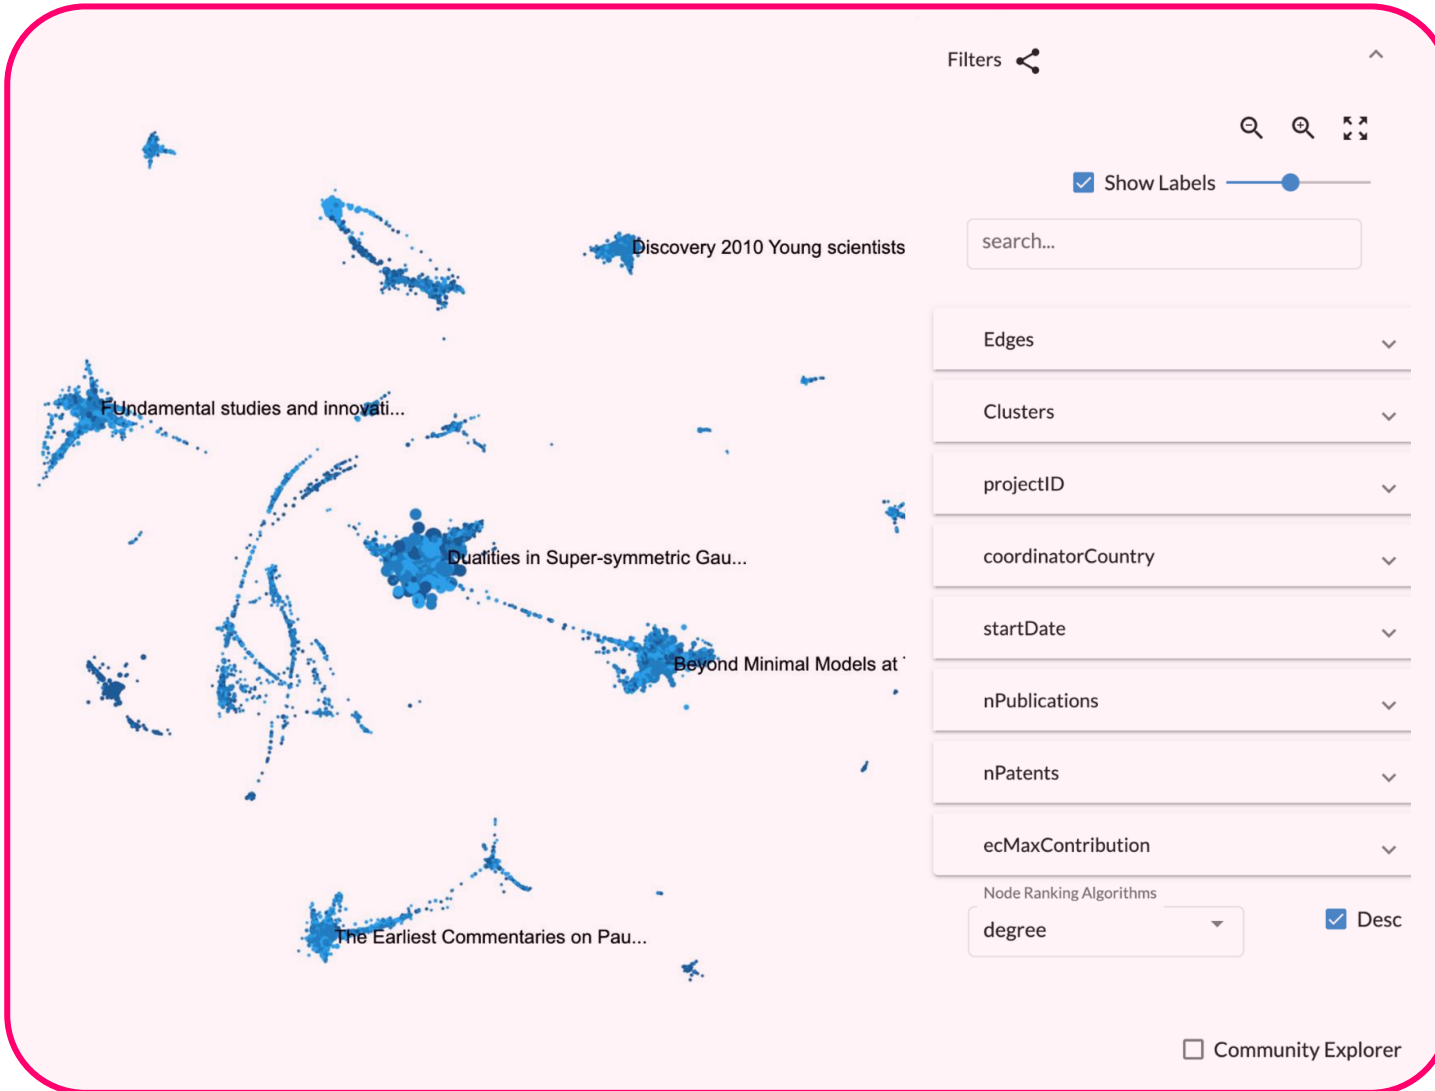 Filters
Show Labels
search...
Discovery 2010 Young scientists
Edges
FUndamental studies and innovati...
Clusters
projectID
Dualities in Super-symmetric Gau...
coordinatorCountry
startDate
Beyond Minimal Models at
nPublications
nPatents
ecMaxContribution
Node Ranking Algorithms
degree
Desc
The Earliest Commentaries on Pau...
Community Explorer